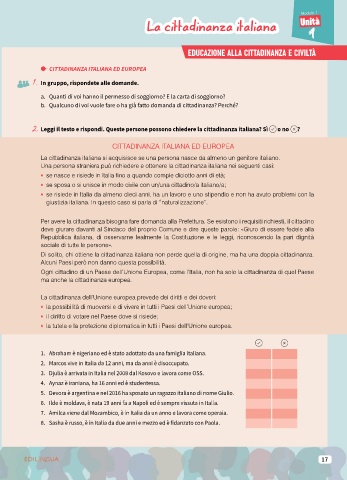 La cittadinanza italiana
Modulo 1
Unità
1
EDUCAZIONE ALLA CITTADINANZA E CIVILTÀ
CITTADINANZA ITALIANA ED EUROPEA
1. In gruppo, rispondete alle domande.
a. Quanti di voi hanno il permesso di soggiorno? E la carta di soggiorno?
b. Qualcuno di voi vuole fare o ha già fatto domanda di cittadinanza? Perché?
2. Leggi il testo e rispondi. Queste persone possono chiedere la cittadinanza italiana? Sì ✓ o no ✕?
CITTADINANZA ITALIANA ED EUROPEA
La cittadinanza italiana si acquisisce se una persona nasce da almeno un genitore italiano.
Una persona straniera può richiedere e ottenere la cittadinanza italiana nei seguenti casi:
• se nasce e risiede in Italia fino a quando compie diciotto anni di età;
• se sposa o si unisce in modo civile con un/una cittadino/a italiano/a;
• se risiede in Italia da almeno dieci anni, ha un lavoro e uno stipendio e non ha avuto problemi con la
giustizia italiana. In questo caso si parla di "naturalizzazione".
Per avere la cittadinanza bisogna fare domanda alla Prefettura. Se esistono i requisiti richiesti, il cittadino
deve giurare davanti al Sindaco del proprio Comune e dire queste parole: «Giuro di essere fedele alla
Repubblica italiana, di osservarne lealmente la Costituzione e le leggi, riconoscendo la pari dignità
sociale di tutte le persone».
Di solito, chi ottiene la cittadinanza italiana non perde quella di origine, ma ha una doppia cittadinanza.
Alcuni Paesi però non danno questa possibilità.
Ogni cittadino di un Paese dell'Unione Europea, come l'Italia, non ha solo la cittadinanza di quel Paese
ma anche la cittadinanza europea.
La cittadinanza dell'Unione europea prevede dei diritti e dei doveri:
• la possibilità di muoversi e di vivere in tutti i Paesi dell'Unione europea;
• il diritto di votare nel Paese dove si risiede;
• la tutela e la protezione diplomatica in tutti i Paesi dell'Unione europea.
✓ ✕
1. Abraham è nigeriano ed è stato adottato da una famiglia italiana.
2. Marcos vive in Italia da 12 anni, ma da anni è disoccupato.
3. Djulia è arrivata in Italia nel 2008 dal Kosovo e lavora come OSS.
4. Aynaz è iraniana, ha 16 anni ed è studentessa.
5. Devora è argentina e nel 2016 ha sposato un ragazzo italiano di nome Giulio.
6. Ilde è moldava, è nata 19 anni fa a Napoli ed è sempre vissuta in Italia.
7. Amilca viene dal Mozambico, è in Italia da un anno e lavora come operaia.
8. Sasha è russo, è in Italia da due anni e mezzo ed è fidanzato con Paola.
EDILINGUA
17